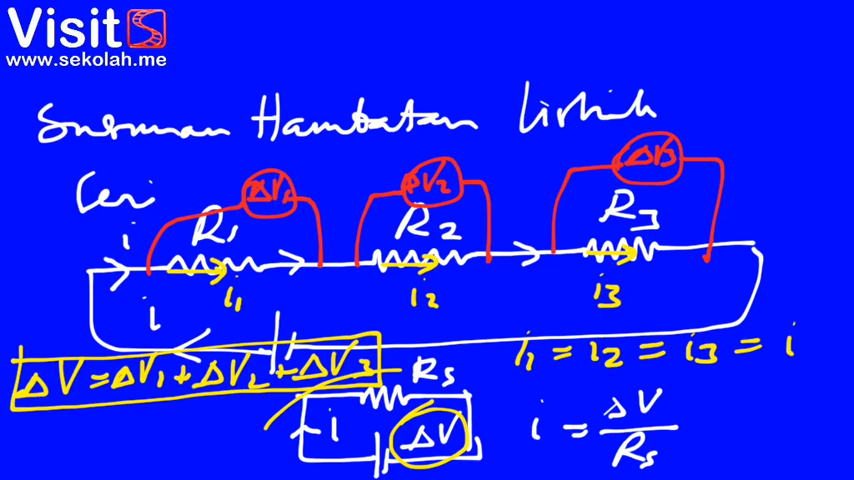 Visit S
www.sekolah.me
Susunan Hambatan Listrik
Seri
ΔV1 ΔV2 ΔV3
i R1 R2 R3
i1 i2 i3
i
i1 = i2 = i3 = i
ΔV = ΔV1 + ΔV2 + ΔV3
Rs
i ΔV
i = ΔV / Rs